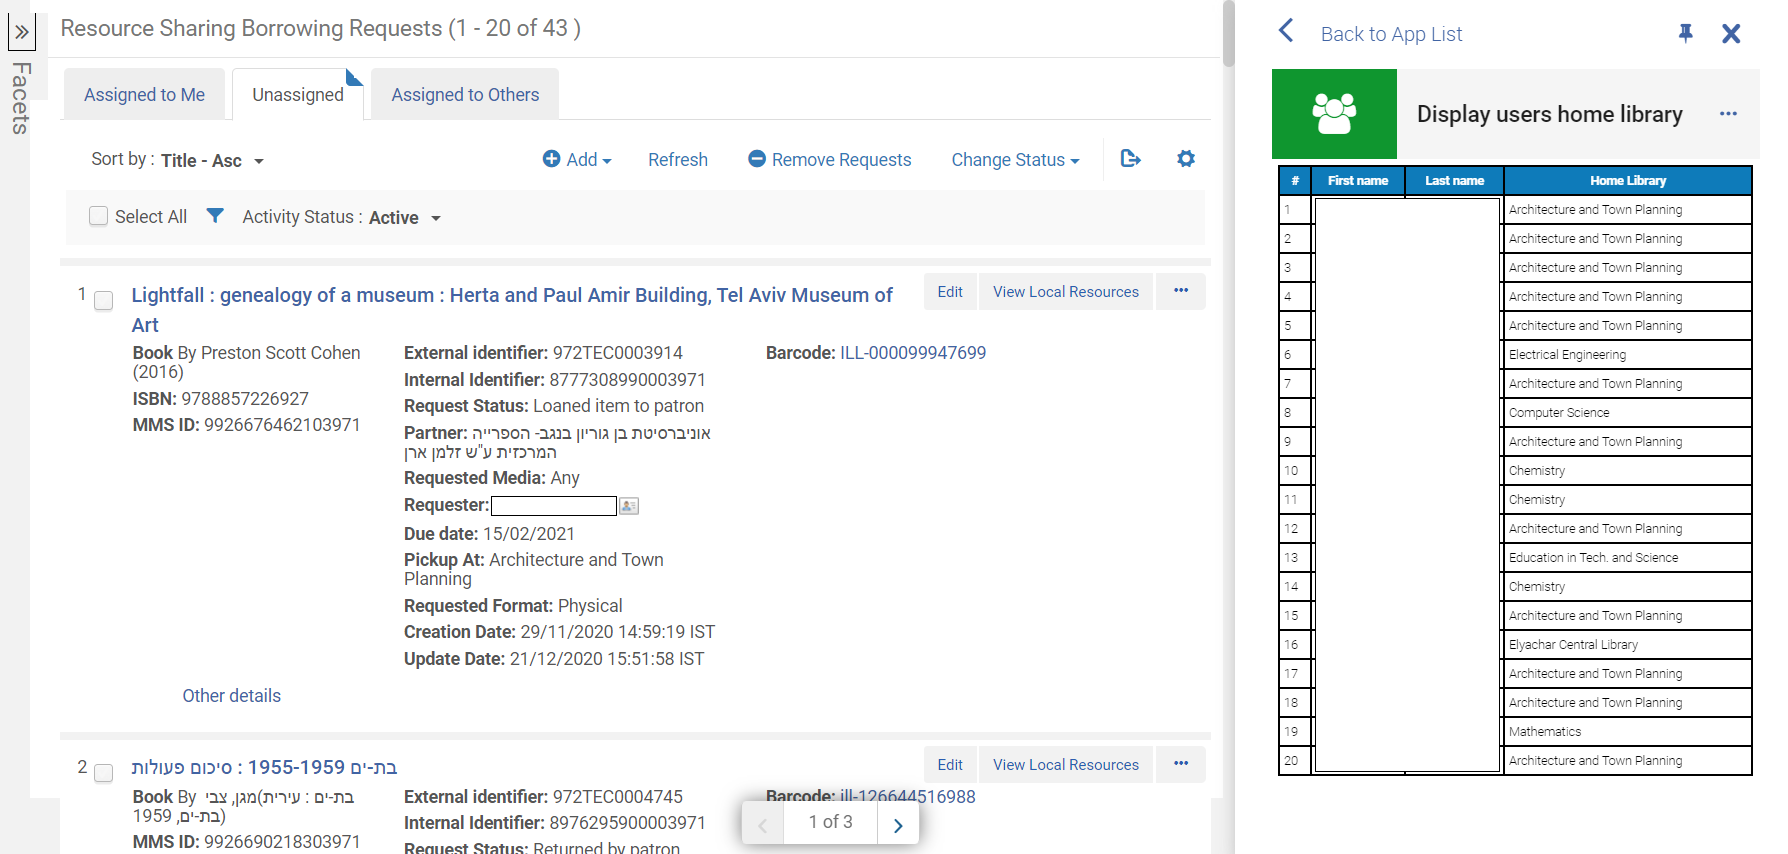 Facets
Resource Sharing Borrowing Requests (1 - 20 of 43 )
Assigned to Me
Unassigned
Assigned to Others
Sort by : Title - Asc
Add
Refresh
Remove Requests
Change Status
Select All
Activity Status : Active
1
Lightfall : genealogy of a museum : Herta and Paul Amir Building, Tel Aviv Museum of
Art
Edit
View Local Resources
Book By Preston Scott Cohen
(2016)
ISBN: 9788857226927
MMS ID: 9926676462103971
External identifier: 972TEC0003914
Internal Identifier: 8777308990003971
Request Status: Loaned item to patron
Partner: אוניברסיטת בן גוריון בנגב- הספרייה
המרכזית ע"ש זלמן ארן
Requested Media: Any
Requester:
Due date: 15/02/2021
Pickup At: Architecture and Town
Planning
Requested Format: Physical
Creation Date: 29/11/2020 14:59:19 IST
Update Date: 21/12/2020 15:51:58 IST
Barcode: ILL-000099947699
Other details
2
בת-ים 1955-1959 : סיכום פעולות
Edit
View Local Resources
Book By מגן, צבי(בת-ים : עירית
בת-ים, 1959)
MMS ID: 9926690218303971
External identifier: 972TEC0004745
Internal Identifier: 8976295900003971
Request Status: Returned by patron
Barcode: ill-126644516988
1 of 3
Back to App List
Display users home library
# First name Last name Home Library
1 Architecture and Town Planning
2 Architecture and Town Planning
3 Architecture and Town Planning
4 Architecture and Town Planning
5 Architecture and Town Planning
6 Electrical Engineering
7 Architecture and Town Planning
8 Computer Science
9 Architecture and Town Planning
10 Chemistry
11 Chemistry
12 Architecture and Town Planning
13 Education in Tech. and Science
14 Chemistry
15 Architecture and Town Planning
16 Elyachar Central Library
17 Architecture and Town Planning
18 Architecture and Town Planning
19 Mathematics
20 Architecture and Town Planning